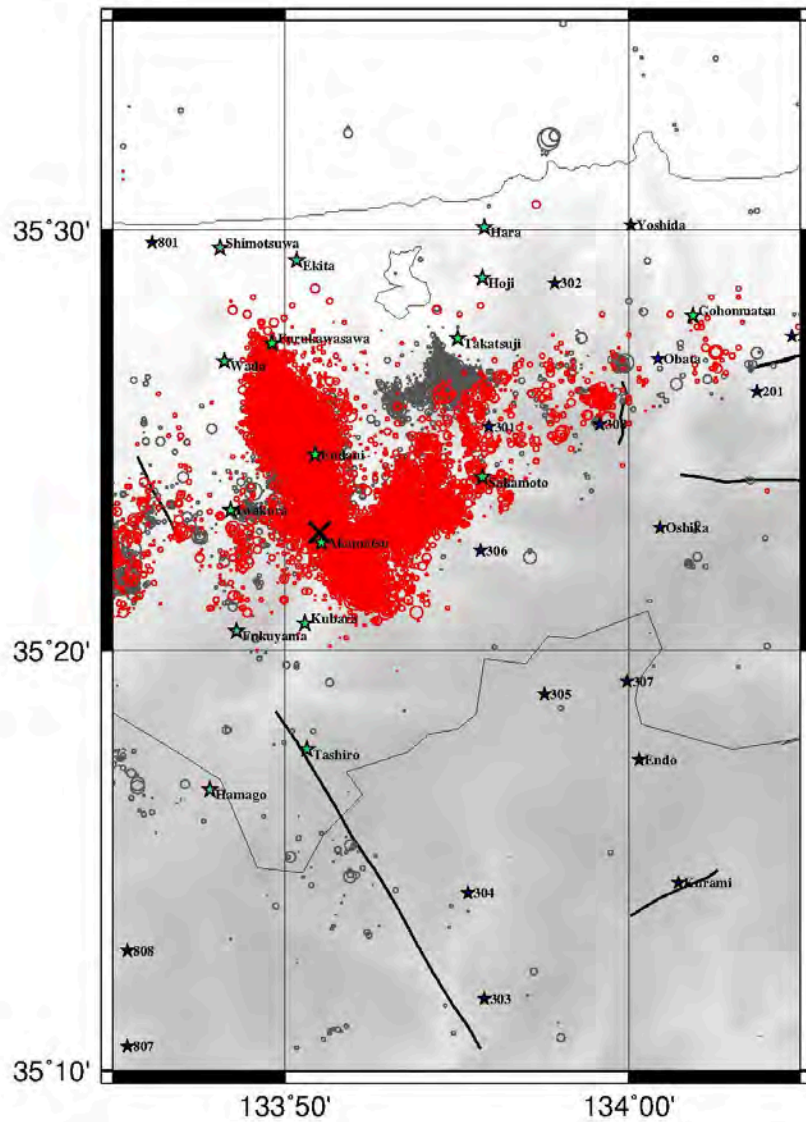 801
Shimotsuwa
Ekita
Hara
Yoshida
35°30'
Hoji
302
Gohonmatsu
Furukawasawa
Takatsuji
Wada
Obata
201
301
308
Sakamoto
Iwakura
Oshika
Akamatsu
306
Kubara
Fukuyama
35°20'
305
307
Tashiro
Endo
Hamago
304
Kurami
808
303
807
35°10'
133°50'
134°00'